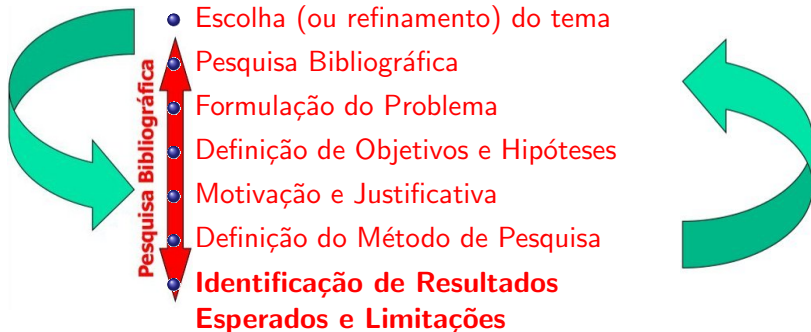 Escolha (ou refinamento) do tema
Pesquisa Bibliográfica
Formulação do Problema
Definição de Objetivos e Hipóteses
Motivação e Justificativa
Definição do Método de Pesquisa
Identificação de Resultados
Esperados e Limitações
Pesquisa Bibliográfica